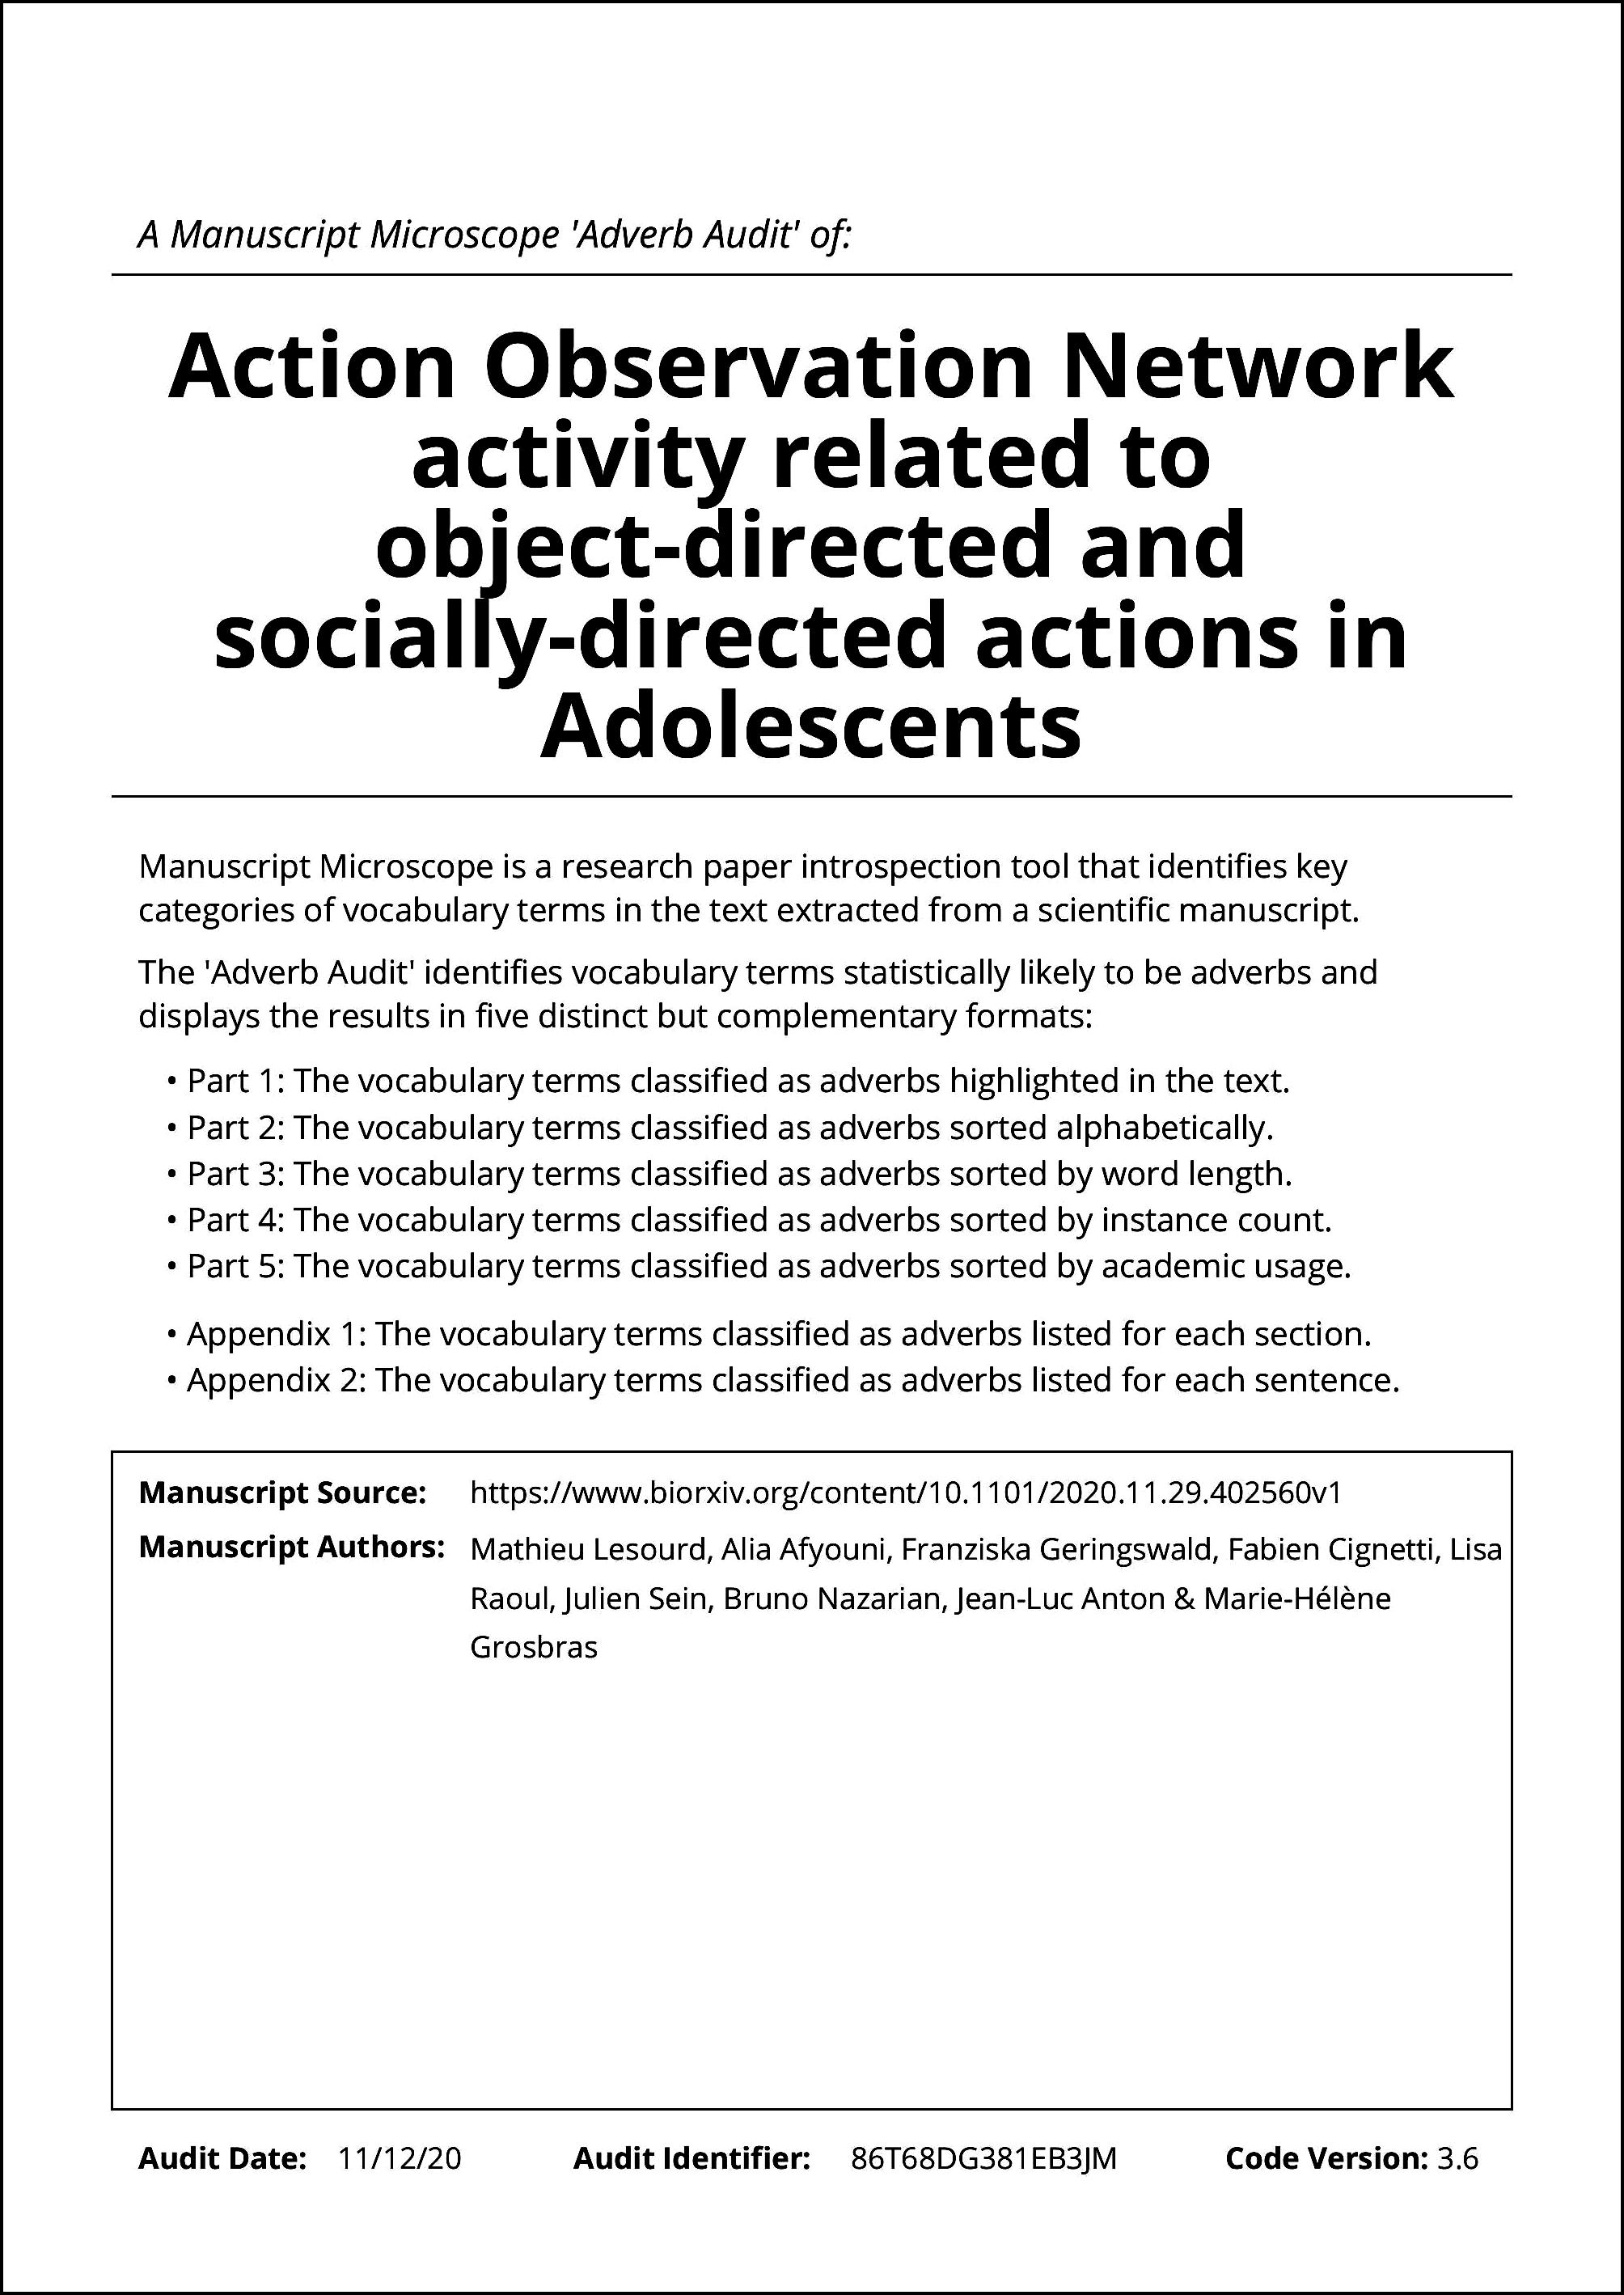 A Manuscript Microscope 'Adverb Audit' of:
Action Observation Network
activity related to
object-directed and
socially-directed actions in
Adolescents
Manuscript Microscope is a research paper introspection tool that identifies key
categories of vocabulary terms in the text extracted from a scientific manuscript.
The 'Adverb Audit' identifies vocabulary terms statistically likely to be adverbs and
displays the results in five distinct but complementary formats:
• Part 1: The vocabulary terms classified as adverbs highlighted in the text.
• Part 2: The vocabulary terms classified as adverbs sorted alphabetically.
• Part 3: The vocabulary terms classified as adverbs sorted by word length.
• Part 4: The vocabulary terms classified as adverbs sorted by instance count.
• Part 5: The vocabulary terms classified as adverbs sorted by academic usage.
• Appendix 1: The vocabulary terms classified as adverbs listed for each section.
• Appendix 2: The vocabulary terms classified as adverbs listed for each sentence.
Manuscript Source: https://www.biorxiv.org/content/10.1101/2020.11.29.402560v1
Manuscript Authors: Mathieu Lesourd, Alia Afyouni, Franziska Geringswald, Fabien Cignetti, Lisa
Raoul, Julien Sein, Bruno Nazarian, Jean-Luc Anton & Marie-Hélène
Grosbras
Audit Date: 11/12/20 Audit Identifier: 86T68DG381EB3JM Code Version: 3.6